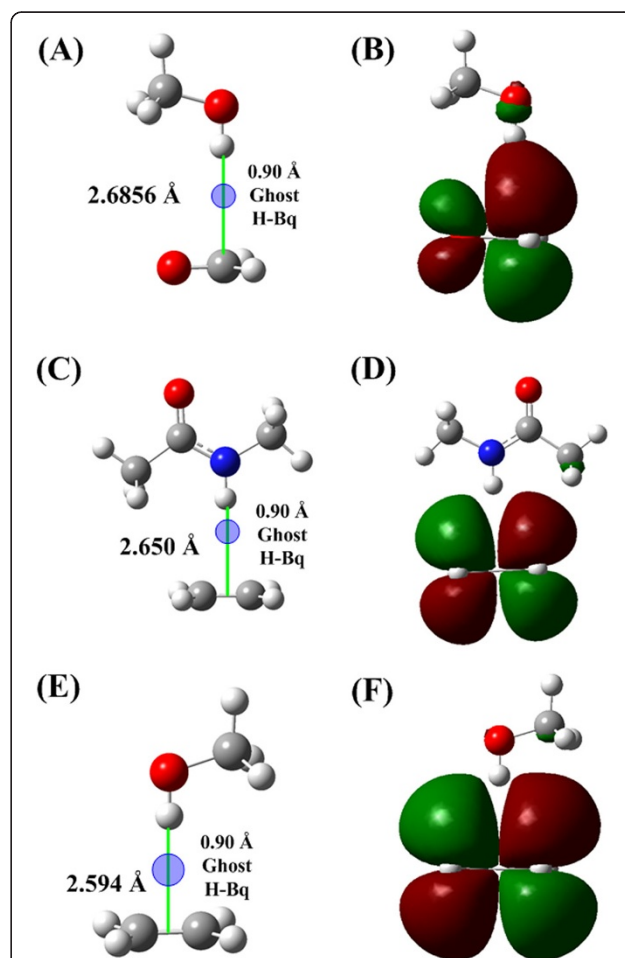 (A)
(B)
2.6856 Å
0.90 Å
Ghost
H-Bq
(C)
(D)
2.650 Å
0.90 Å
Ghost
H-Bq
(E)
(F)
2.594 Å
0.90 Å
Ghost
H-Bq